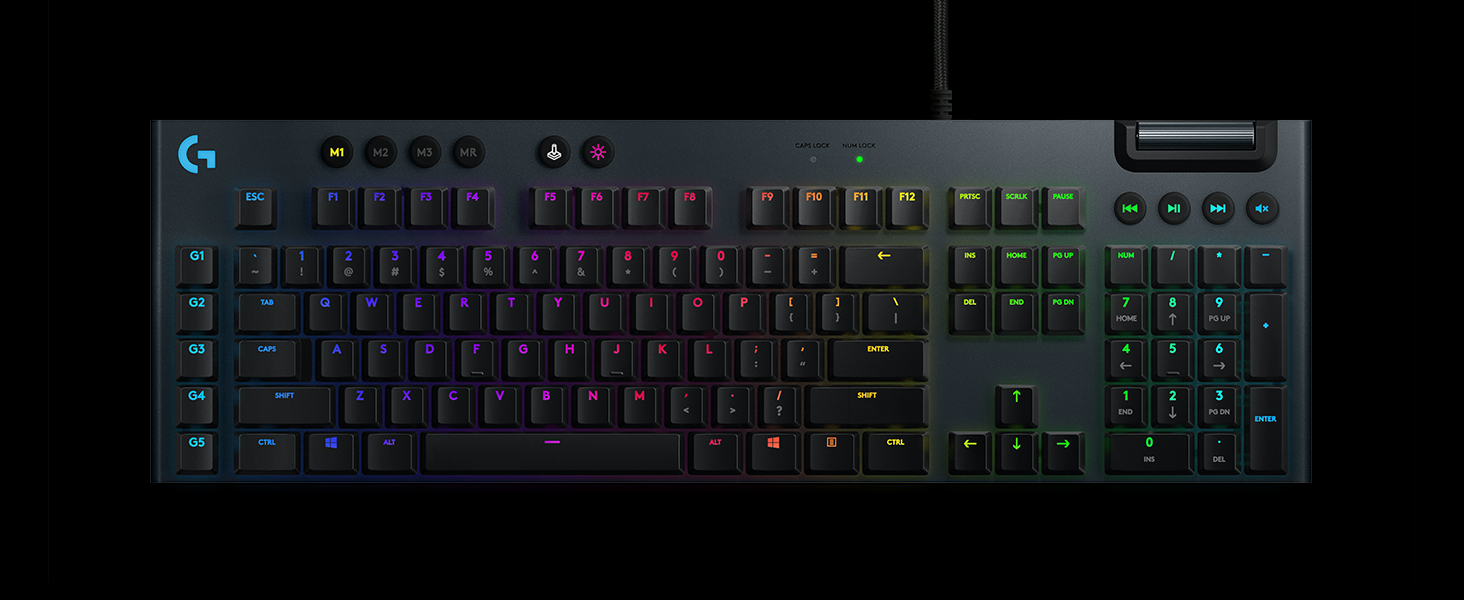 M1 M2 M3 MR
CAPS LOCK NUM LOCK
ESC F1 F2 F3 F4 F5 F6 F7 F8 F9 F10 F11 F12 PRTSC SCRLK PAUSE
G1 ` 1 2 3 4 5 6 7 8 9 0 - = ← INS HOME PG UP NUM / * -
~ ! @ # $ % ^ & * ( ) _ +
G2 TAB Q W E R T Y U I O P [ ] \ DEL END PG DN 7 8 9 +
{ } | HOME ↑ PG UP
G3 CAPS A S D F G H J K L ; ' ENTER 4 5 6
: " ← →
G4 SHIFT Z X C V B N M , . / SHIFT ↑ 1 2 3 ENTER
< > ? END ↓ PG DN
G5 CTRL ALT ALT CTRL ← ↓ → 0 .
INS DEL